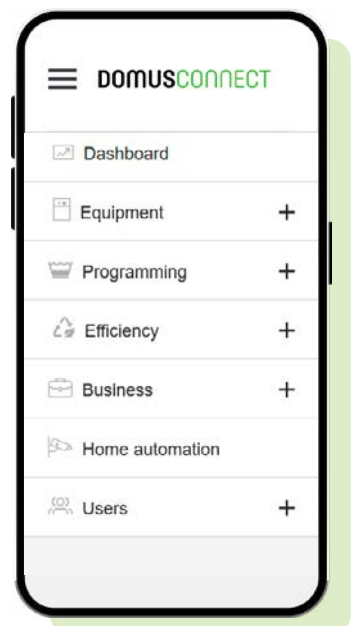 DOMUSCONNECT
Dashboard
Equipment +
Programming +
Efficiency +
Business +
Home automation
Users +